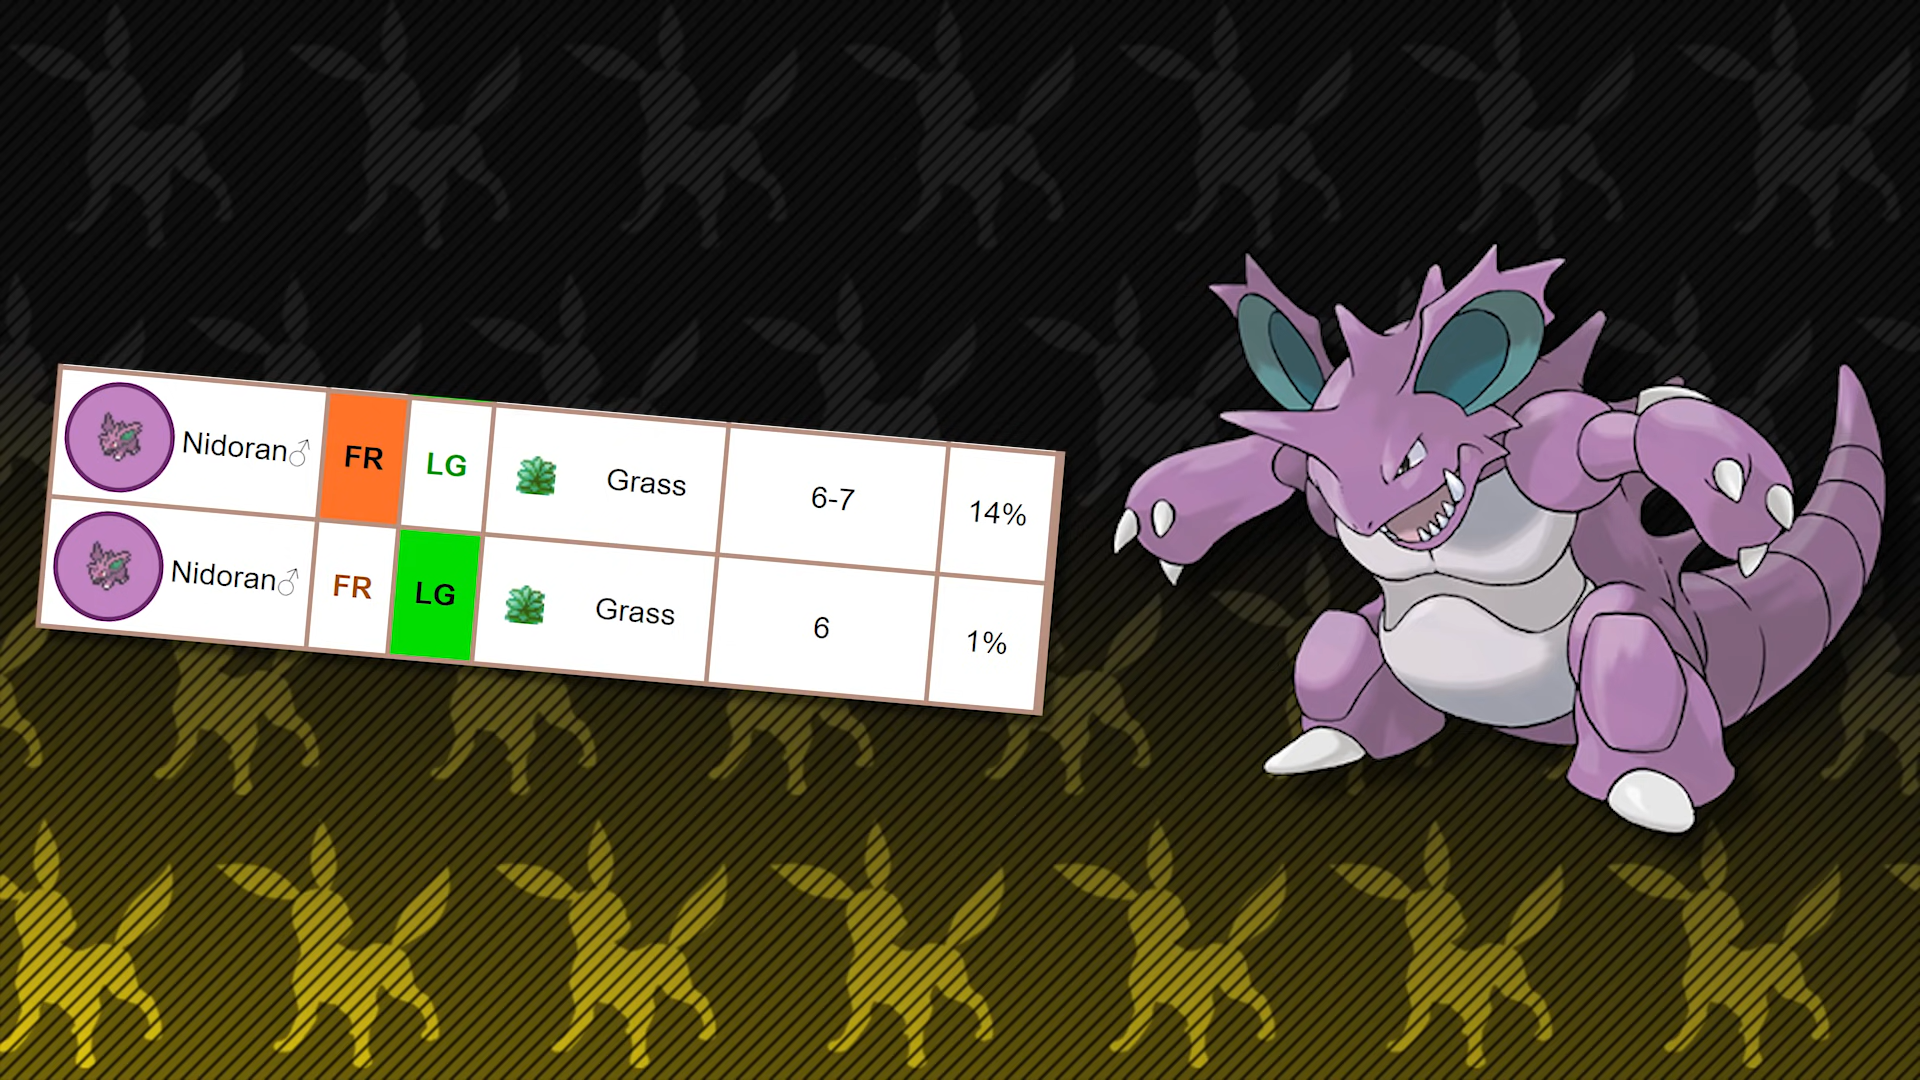 Nidoran♂ FR LG Grass 6-7 14%
Nidoran♂ FR LG Grass 6 1%